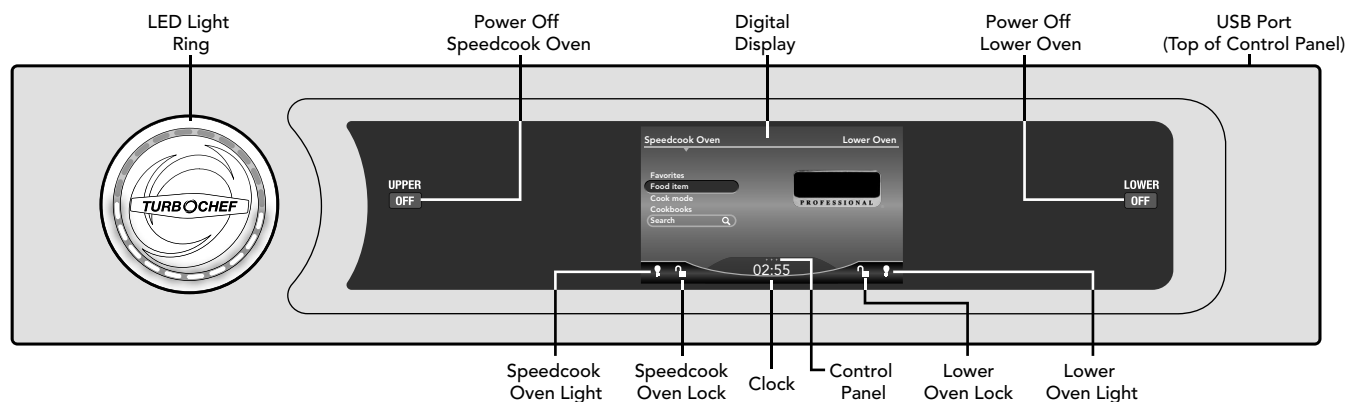 LED Light
Ring
Power Off
Speedcook Oven
Digital
Display
Power Off
Lower Oven
USB Port
(Top of Control Panel)
TURBOCHEF
UPPER
OFF
Speedcook Oven
Lower Oven
Favorites
Food item
Cook mode
Cookbooks
Search
PROFESSIONAL
02:55
LOWER
OFF
Speedcook
Oven Light
Speedcook
Oven Lock
Clock
Control
Panel
Lower
Oven Lock
Lower
Oven Light